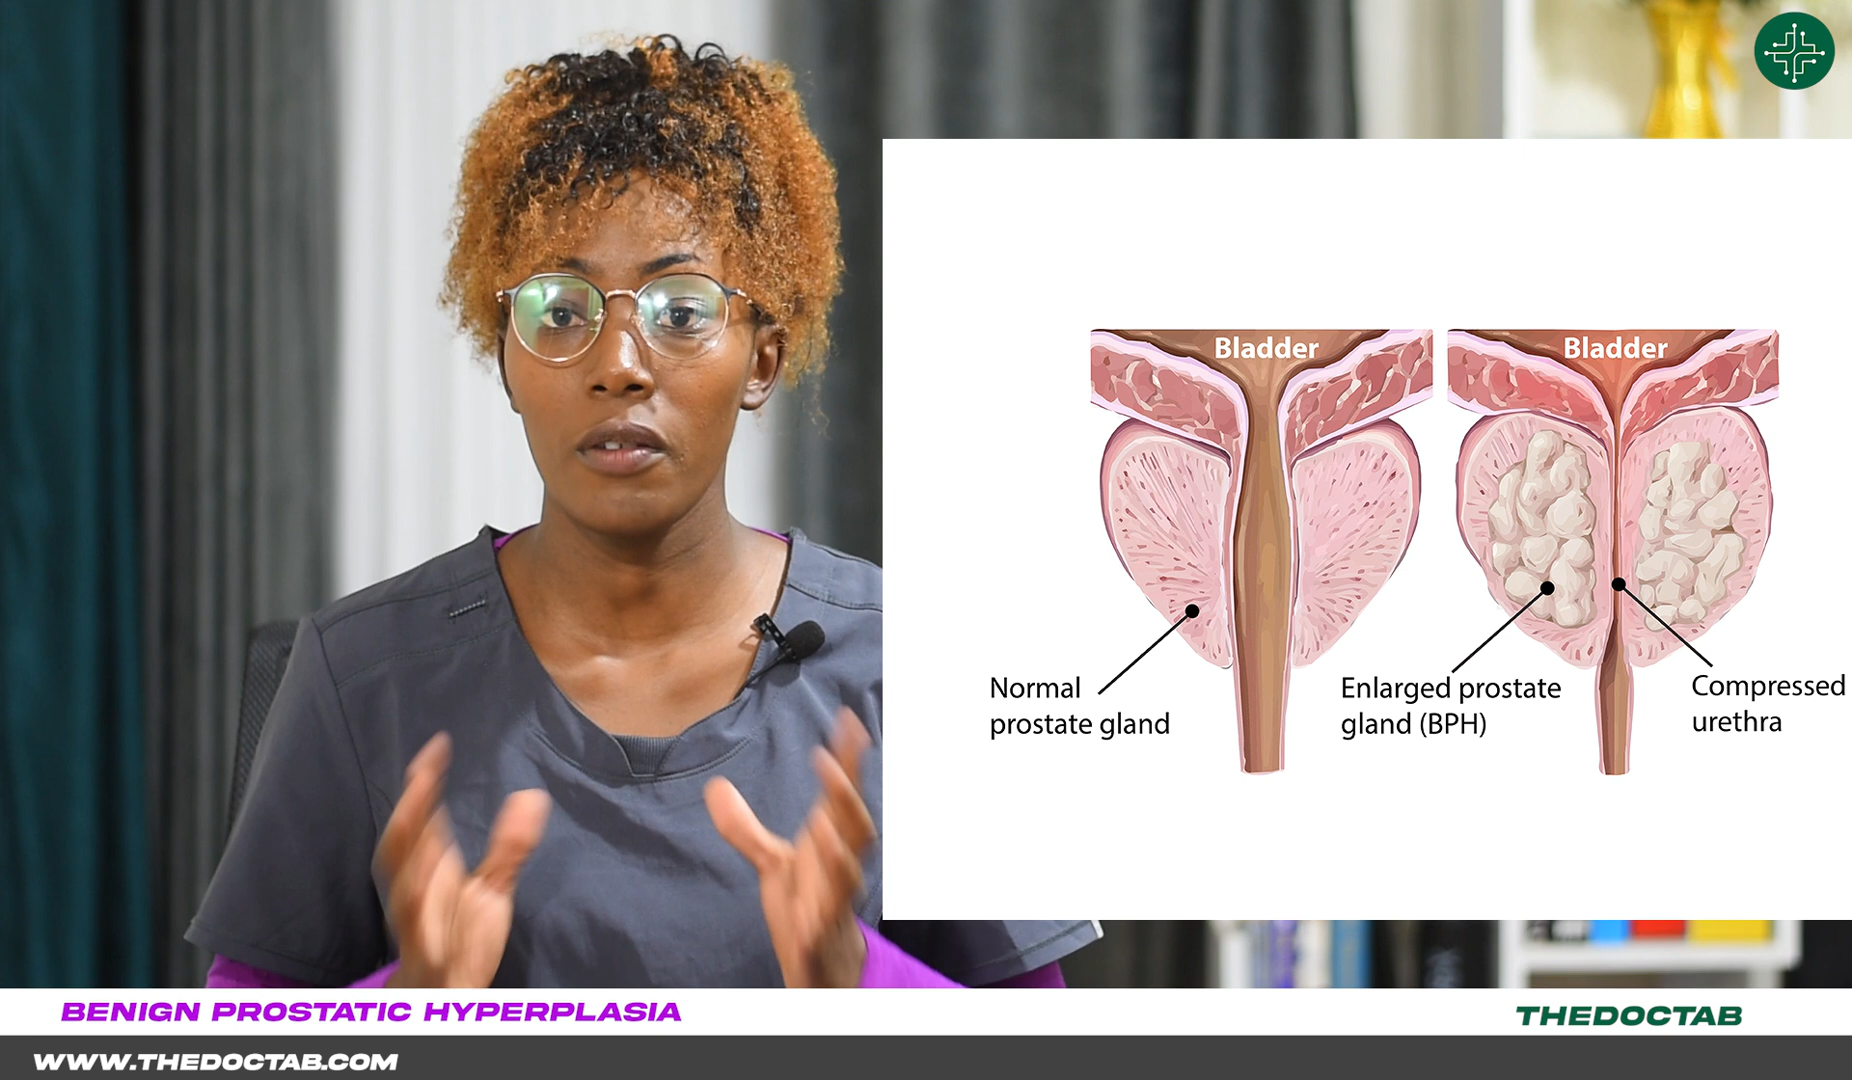 Bladder
Bladder
Normal
prostate gland
Enlarged prostate
gland (BPH)
Compressed
urethra
BENIGN PROSTATIC HYPERPLASIA
THEDOCTAB
WWW.THEDOCTAB.COM